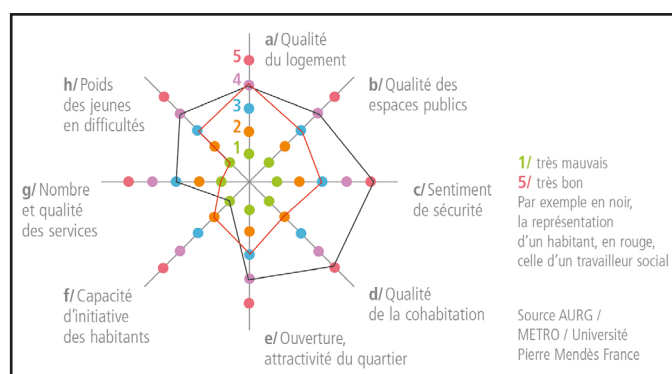 a/ Qualité
du logement
5
4
3
2
1
h/ Poids
des jeunes
en difficultés
b/ Qualité des
espaces publics
g/ Nombre
et qualité
des services
c/ Sentiment
de sécurité
f/ Capacité
d'initiative
des habitants
d/ Qualité
de la cohabitation
e/ Ouverture,
attractivité du quartier
1/ très mauvais
5/ très bon
Par exemple en noir,
la représentation
d'un habitant, en rouge,
celle d'un travailleur social
Source AURG /
METRO / Université
Pierre Mendès France